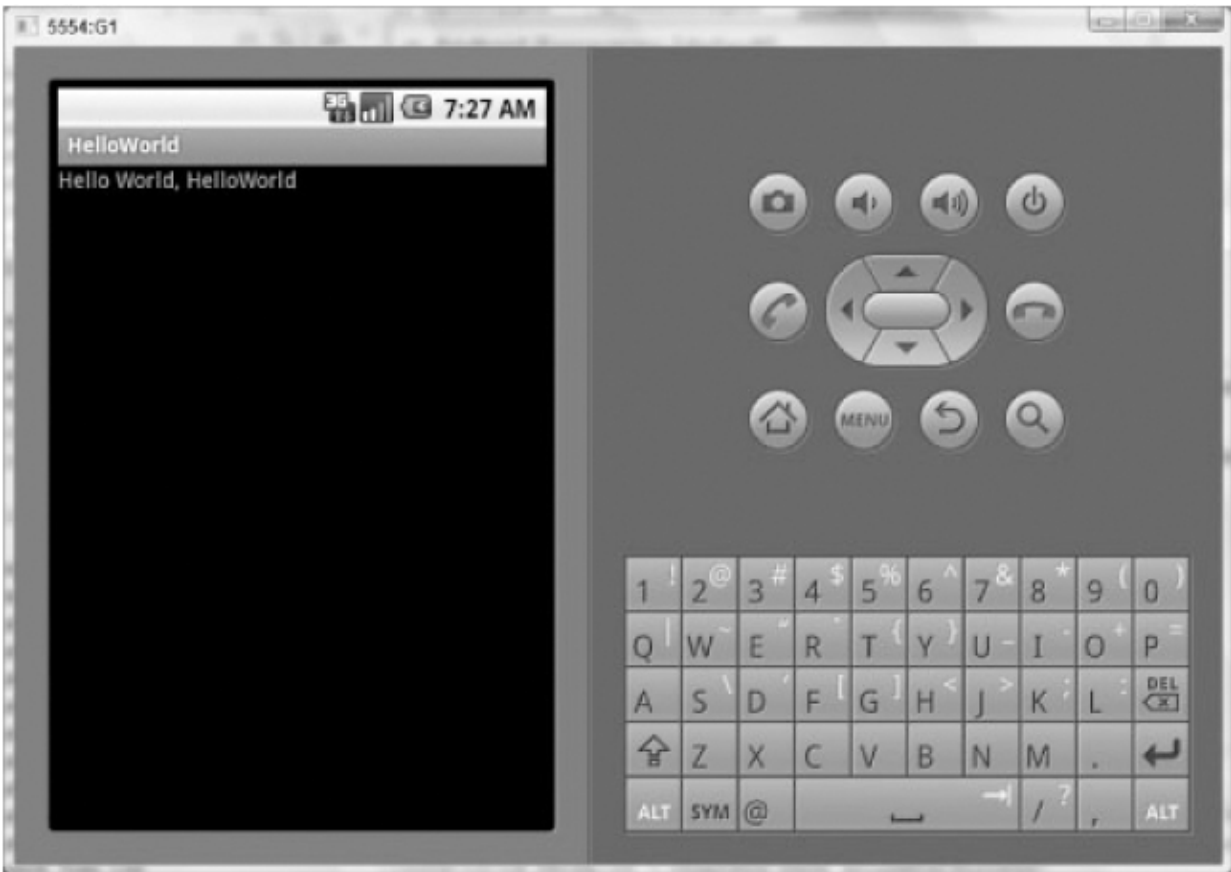 5554:G1
3G 7:27 AM
HelloWorld
Hello World, HelloWorld
MENU
1 ! 2 @ 3 # 4 $ 5 % 6 ^ 7 & 8 * 9 ( 0 )
Q | W ~ E " R ` T { Y } U _ I - O + P =
A S \ D ' F [ G ] H < J > K ; L : DEL
Z X C V B N M .
ALT SYM @ / ? , ALT